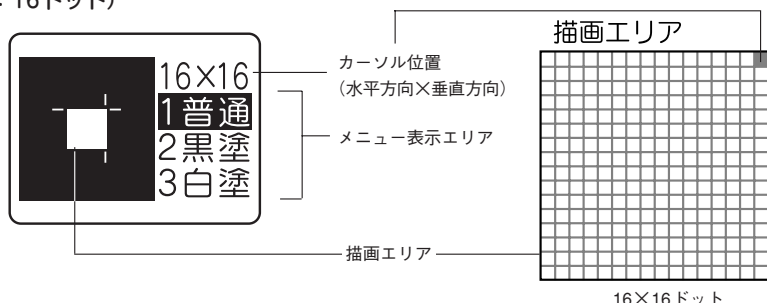 ：16ドット）
16×16
1普通
2黒塗
3白塗
カーソル位置
（水平方向×垂直方向）
メニュー表示エリア
描画エリア
描画エリア
16×16ドット